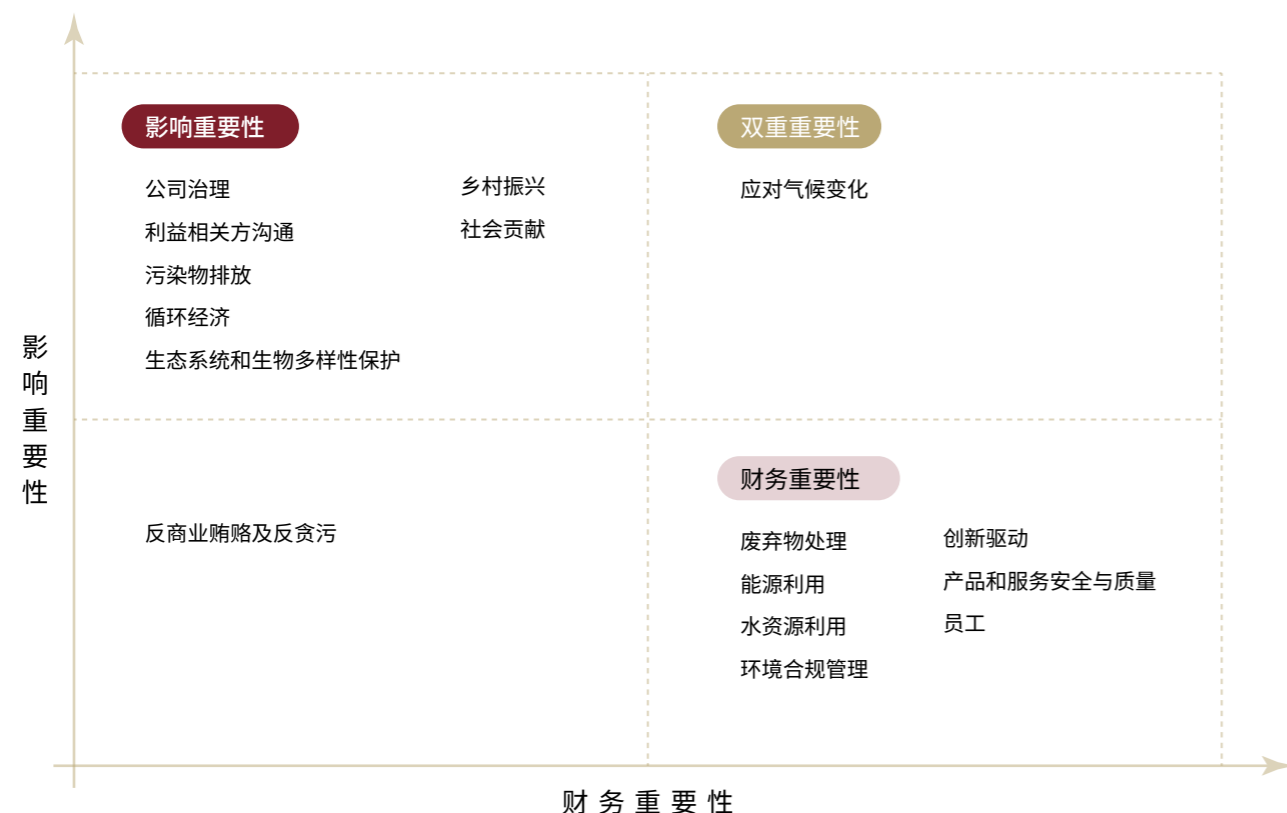 影响重要性
公司治理
利益相关方沟通
污染物排放
循环经济
生态系统和生物多样性保护
乡村振兴
社会贡献
双重重要性
应对气候变化
影响重要性
反商业贿赂及反贪污
财务重要性
废弃物处理
能源利用
水资源利用
环境合规管理
创新驱动
产品和服务安全与质量
员工
财务重要性